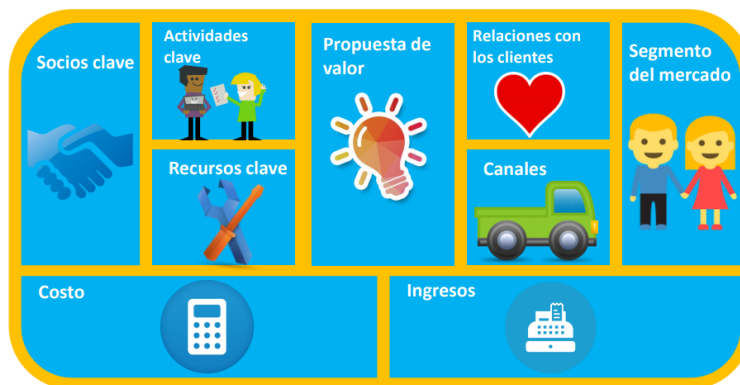 Socios clave
Actividades
clave
Recursos clave
Propuesta de
valor
Relaciones con
los clientes
Canales
Segmento
del mercado
Costo
Ingresos